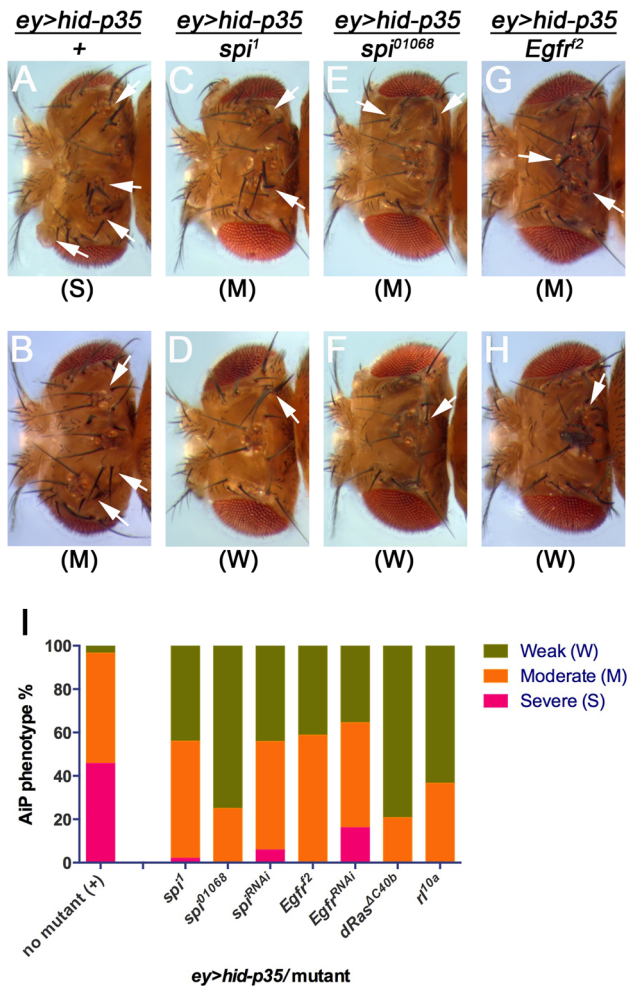 ey>hid-p35 ey>hid-p35 ey>hid-p35 ey>hid-p35
+ spi1 spi01068 Egfrf2
A C E G
(S) (M) (M) (M)
B D F H
(M) (W) (W) (W)
I
100
80
60
40
20
0
AiP phenotype %
Weak (W)
Moderate (M)
Severe (S)
no mutant (+)
spi1
spi01068
spiRNAi
Egfrf2
EgfrRNAi
dRasΔC40b
rl10a
ey>hid-p35/mutant